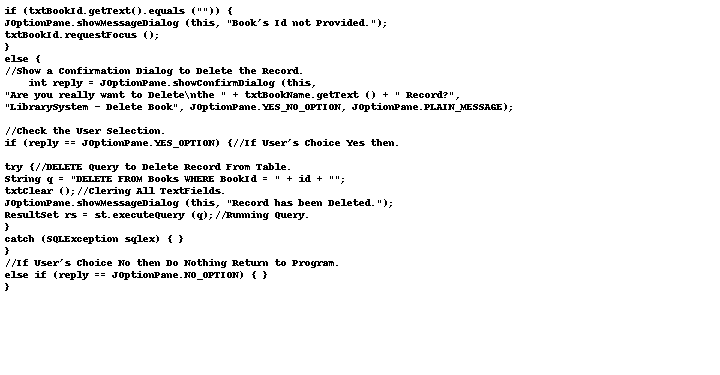 if (txtBookId.getText().equals ("")) {
JOptionPane.showMessageDialog (this, "Book's Id not Provided.");
txtBookId.requestFocus ();
}
else {
//Show a Confirmation Dialog to Delete the Record.
    int reply = JOptionPane.showConfirmDialog (this,
"Are you really want to Delete\nthe " + txtBookName.getText () + " Record?",
"LibrarySystem - Delete Book", JOptionPane.YES_NO_OPTION, JOptionPane.PLAIN_MESSAGE);

//Check the User Selection.
if (reply == JOptionPane.YES_OPTION) {//If User's Choice Yes then.

try {//DELETE Query to Delete Record From Table.
String q = "DELETE FROM Books WHERE BookId = " + id + "";
txtClear ();//Clering All TextFields.
JOptionPane.showMessageDialog (this, "Record has been Deleted.");
ResultSet rs = st.executeQuery (q);//Running Query.
}
catch (SQLException sqlex) { }
}
//If User's Choice No then Do Nothing Return to Program.
else if (reply == JOptionPane.NO_OPTION) { }
}